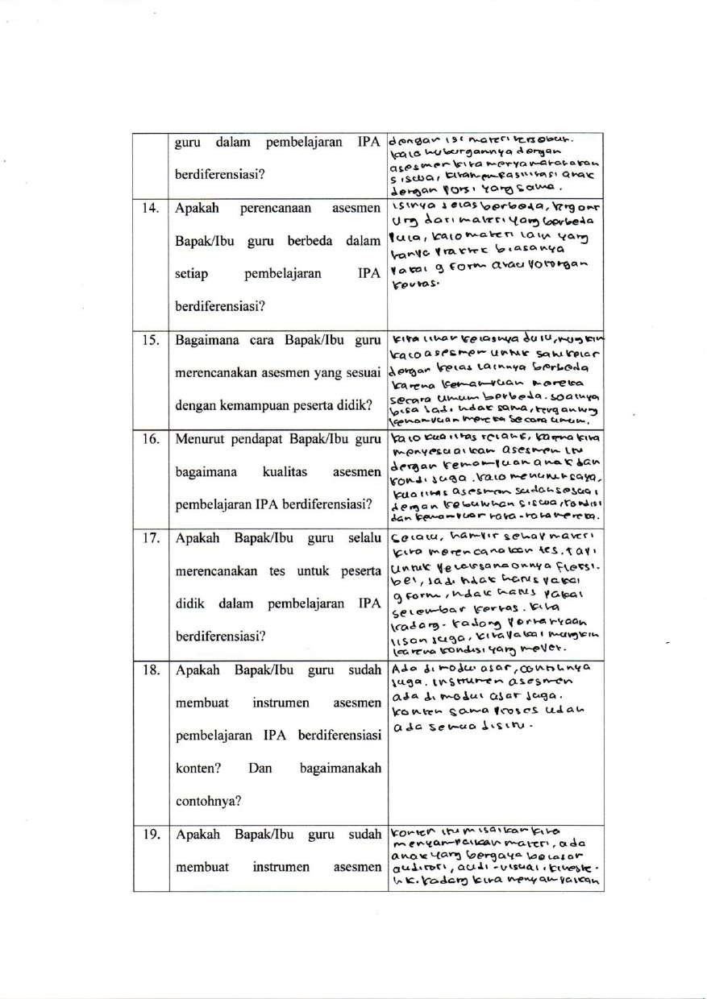 guru dalam pembelajaran IPA
berdiferensiasi?
dengan isi materi tersebut.
kalo hubungannya dengan
asesmen kita menyamaratakan
siswa, kita memfasilitasi anak
dengan porsi yang sama.
14.
Apakah perencanaan asesmen
Bapak/Ibu guru berbeda dalam
setiap pembelajaran IPA
berdiferensiasi?
isinya jelas berbeda, tergant
ung dari materi yang berbeda
juga, kalo materi lain yang
hanya praktek biasanya
pakai g form atau potongan
kertas.
15.
Bagaimana cara Bapak/Ibu guru
merencanakan asesmen yang sesuai
dengan kemampuan peserta didik?
kita lihat kelasnya dulu, mungkin
kalo asesmen untuk satu kelas
dengan kelas lainnya berbeda
karena kemampuan mereka
secara umum berbeda. soalnya
bisa jadi tidak sama, tergantung
kemampuan mereka secara umum.
16.
Menurut pendapat Bapak/Ibu guru
bagaimana kualitas asesmen
pembelajaran IPA berdiferensiasi?
kalo kualitas relatif, karna kita
menyesuaikan asesmen itu
dengan kemampuan anak dan
kondisi juga. kalo menurut saya,
kualitas asesmen sudah sesuai
dengan kebutuhan siswa, kondisi
dan kemampuan rata-rata mereka.
17.
Apakah Bapak/Ibu guru selalu
merencanakan tes untuk peserta
didik dalam pembelajaran IPA
berdiferensiasi?
Selalu, hampir setiap materi
kita merencanakan tes. tapi
untuk pelaksanaannya fleksi-
bel, jadi tidak harus pakai
g form, tidak harus pakai
selembar kertas. kita
kadang-kadang pertanyaan
lisan juga, kita pakai mungkin
karena kondisi yang mepet.
18.
Apakah Bapak/Ibu guru sudah
membuat instrumen asesmen
pembelajaran IPA berdiferensiasi
konten? Dan bagaimanakah
contohnya?
Ada di modul ajar, contohnya
juga. instrumen asesmen
ada di modul ajar juga.
konten sama proses udah
ada semua disitu.
19.
Apakah Bapak/Ibu guru sudah
membuat instrumen asesmen
konten itu misalkan kita
menyampaikan materi, ada
anak yang bergaya belajar
auditori, audi-visual, kineste-
tik. kadang kita menyampaikan